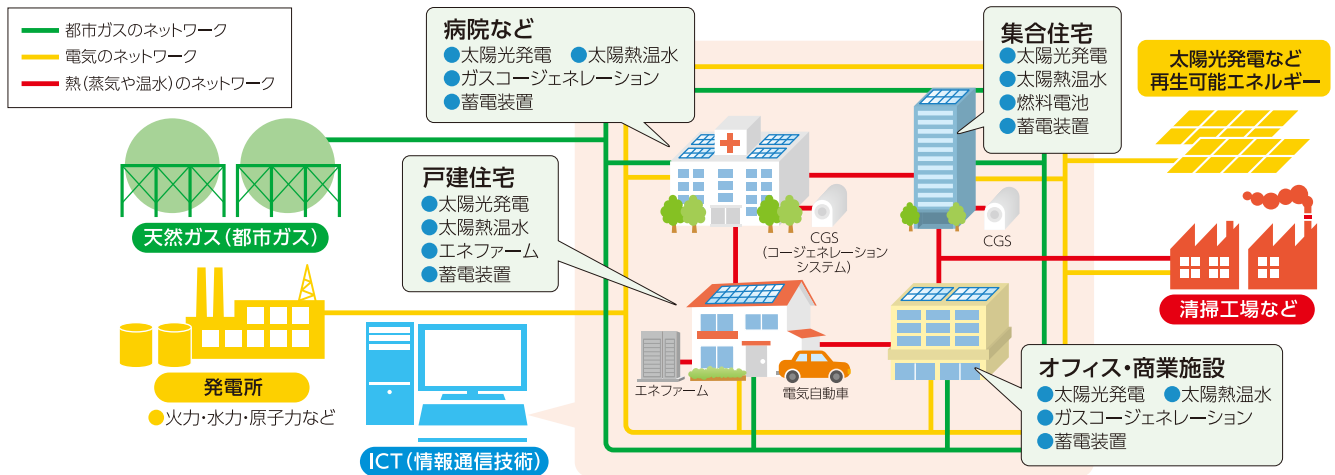 都市ガスのネットワーク
電気のネットワーク
熱(蒸気や温水)のネットワーク
病院など
●太陽光発電 ●太陽熱温水
●ガスコージェネレーション
●蓄電装置
集合住宅
●太陽光発電
●太陽熱温水
●燃料電池
●蓄電装置
太陽光発電など
再生可能エネルギー
戸建住宅
●太陽光発電
●太陽熱温水
●エネファーム
●蓄電装置
天然ガス(都市ガス)
CGS
(コージェネレーション
システム)
CGS
清掃工場など
発電所
●火力・水力・原子力など
エネファーム
電気自動車
オフィス・商業施設
●太陽光発電 ●太陽熱温水
●ガスコージェネレーション
●蓄電装置
ICT(情報通信技術)